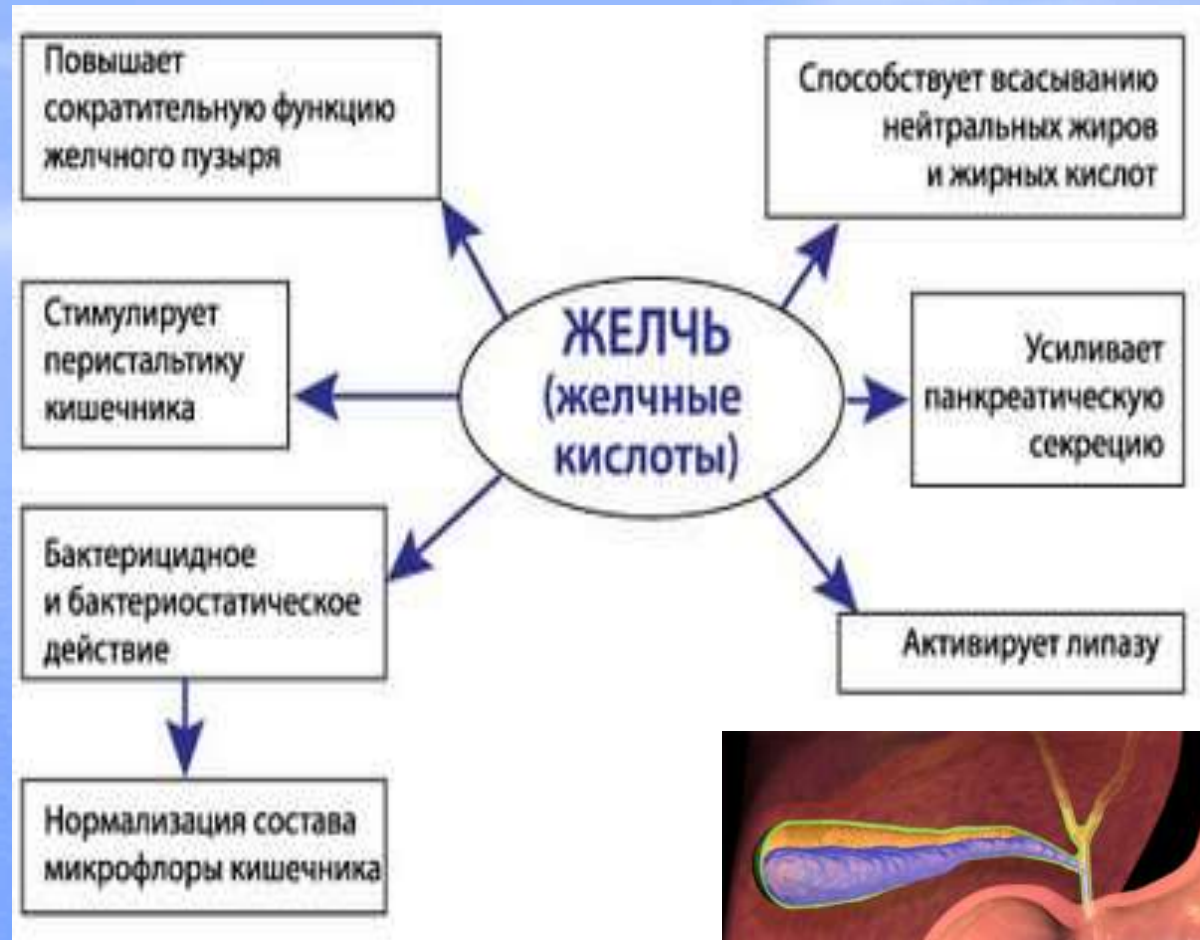 Повышает
сократительную функцию
желчного пузыря
Способствует всасыванию
нейтральных жиров
и жирных кислот
Стимулирует
перистальтику
кишечника
ЖЕЛЧЬ
(желчные
кислоты)
Усиливает
панкреатическую
секрецию
Бактерицидное
и бактериостатическое
действие
Активирует липазу
Нормализация состава
микрофлоры кишечника